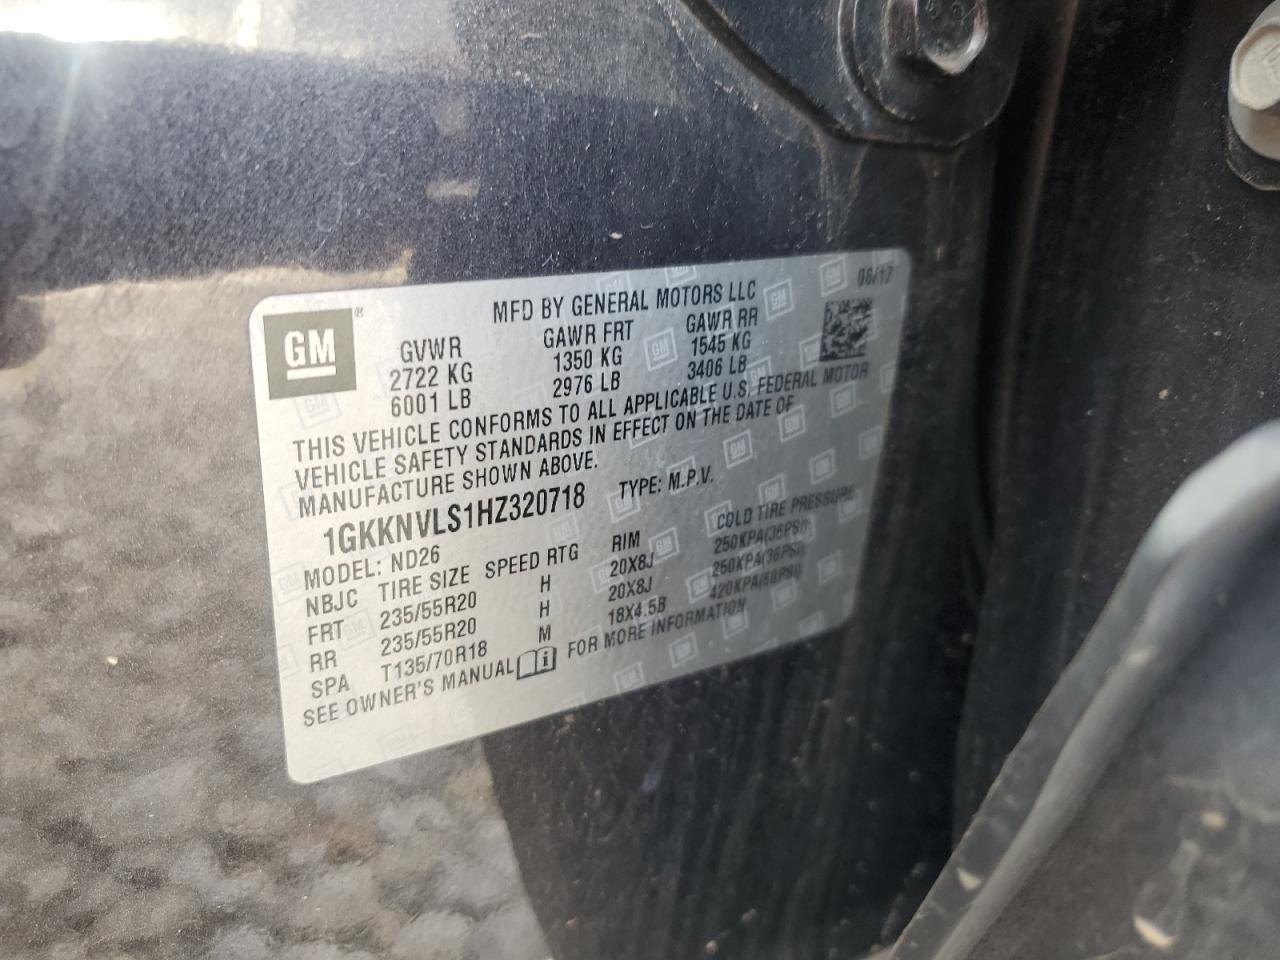 MFD BY GENERAL MOTORS LLC 08/17
GM ®
GVWR GAWR FRT GAWR RR
2722 KG 1350 KG 1545 KG
6001 LB 2976 LB 3406 LB
THIS VEHICLE CONFORMS TO ALL APPLICABLE U.S. FEDERAL MOTOR
VEHICLE SAFETY STANDARDS IN EFFECT ON THE DATE OF
MANUFACTURE SHOWN ABOVE.
1GKKNVLS1HZ320718 TYPE: M.P.V.
MODEL: ND26
NBJC TIRE SIZE SPEED RTG RIM COLD TIRE PRESSURE
FRT 235/55R20 H 20X8J 250KPA(36PSI)
RR 235/55R20 H 20X8J 250KPA(36PSI)
SPA T135/70R18 M 18X4.5B 420KPA(60PSI)
SEE OWNER'S MANUAL FOR MORE INFORMATION